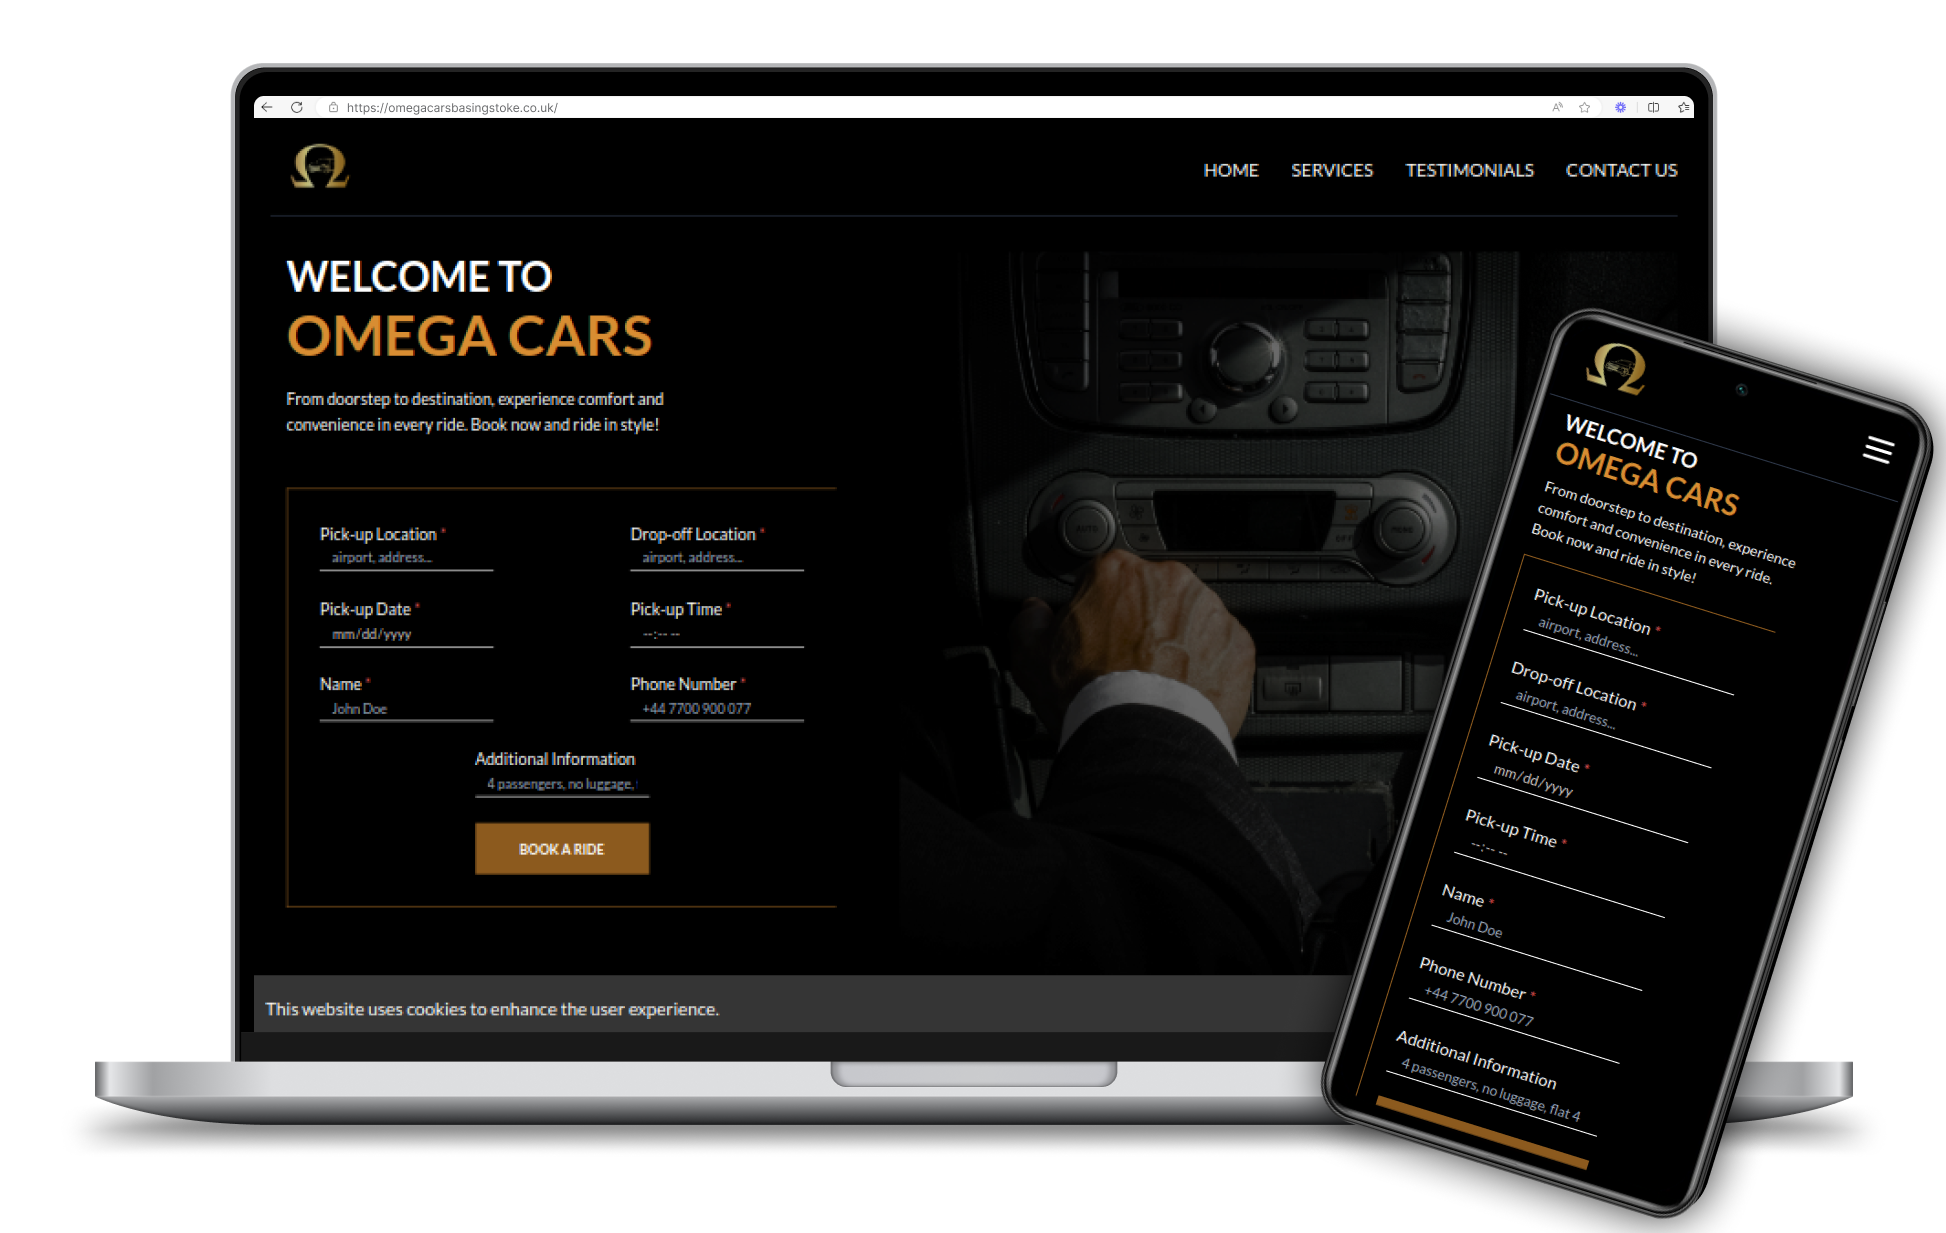 https://omegacarsbasingstoke.co.uk/
HOME SERVICES TESTIMONIALS CONTACT US
WELCOME TO
OMEGA CARS
From doorstep to destination, experience comfort and
convenience in every ride. Book now and ride in style!
Pick-up Location * Drop-off Location *
airport, address... airport, address...
Pick-up Date * Pick-up Time *
mm/dd/yyyy --:-- --
Name * Phone Number *
John Doe +44 7700 900 077
Additional Information
4 passengers, no luggage,
BOOK A RIDE
This website uses cookies to enhance the user experience.
AUTO
MENU
OFF
WELCOME TO
OMEGA CARS
From doorstep to destination, experience
comfort and convenience in every ride.
Book now and ride in style!
Pick-up Location *
airport, address...
Drop-off Location *
airport, address...
Pick-up Date *
mm/dd/yyyy
Pick-up Time *
--:-- --
Name *
John Doe
Phone Number *
+44 7700 900 077
Additional Information
4 passengers, no luggage, flat 4